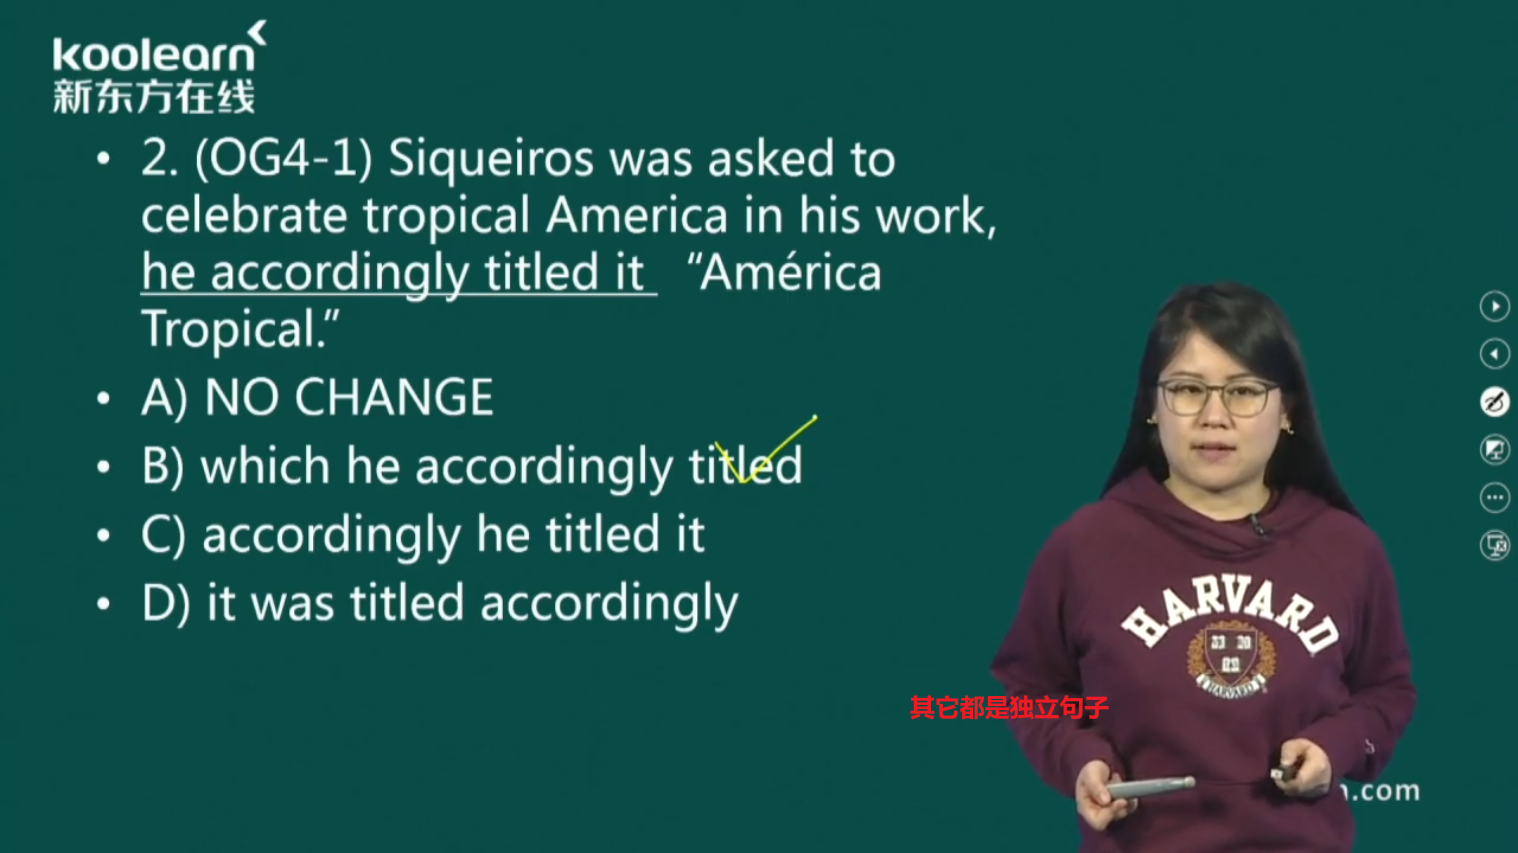 koolearn
新东方在线
• 2. (OG4-1) Siqueiros was asked to
celebrate tropical America in his work,
he accordingly titled it “América
Tropical.”
• A) NO CHANGE
• B) which he accordingly titled
• C) accordingly he titled it
• D) it was titled accordingly
HARVARD
HARVARD
其它都是独立句子
.com